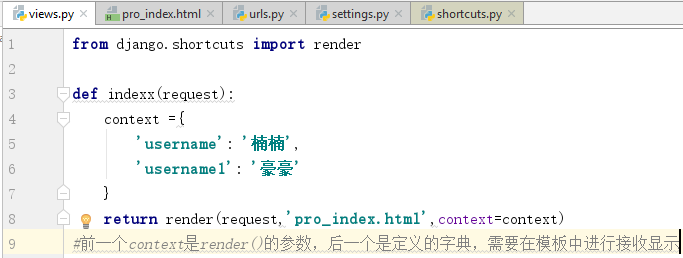 views.py pro_index.html urls.py settings.py shortcuts.py
1 from django.shortcuts import render
2
3 def indexx(request):
4 context ={
5 'username': '楠楠',
6 'username1': '豪豪'
7 }
8 return render(request,'pro_index.html',context=context)
9 #前一个context是render()的参数，后一个是定义的字典，需要在模板中进行接收显示